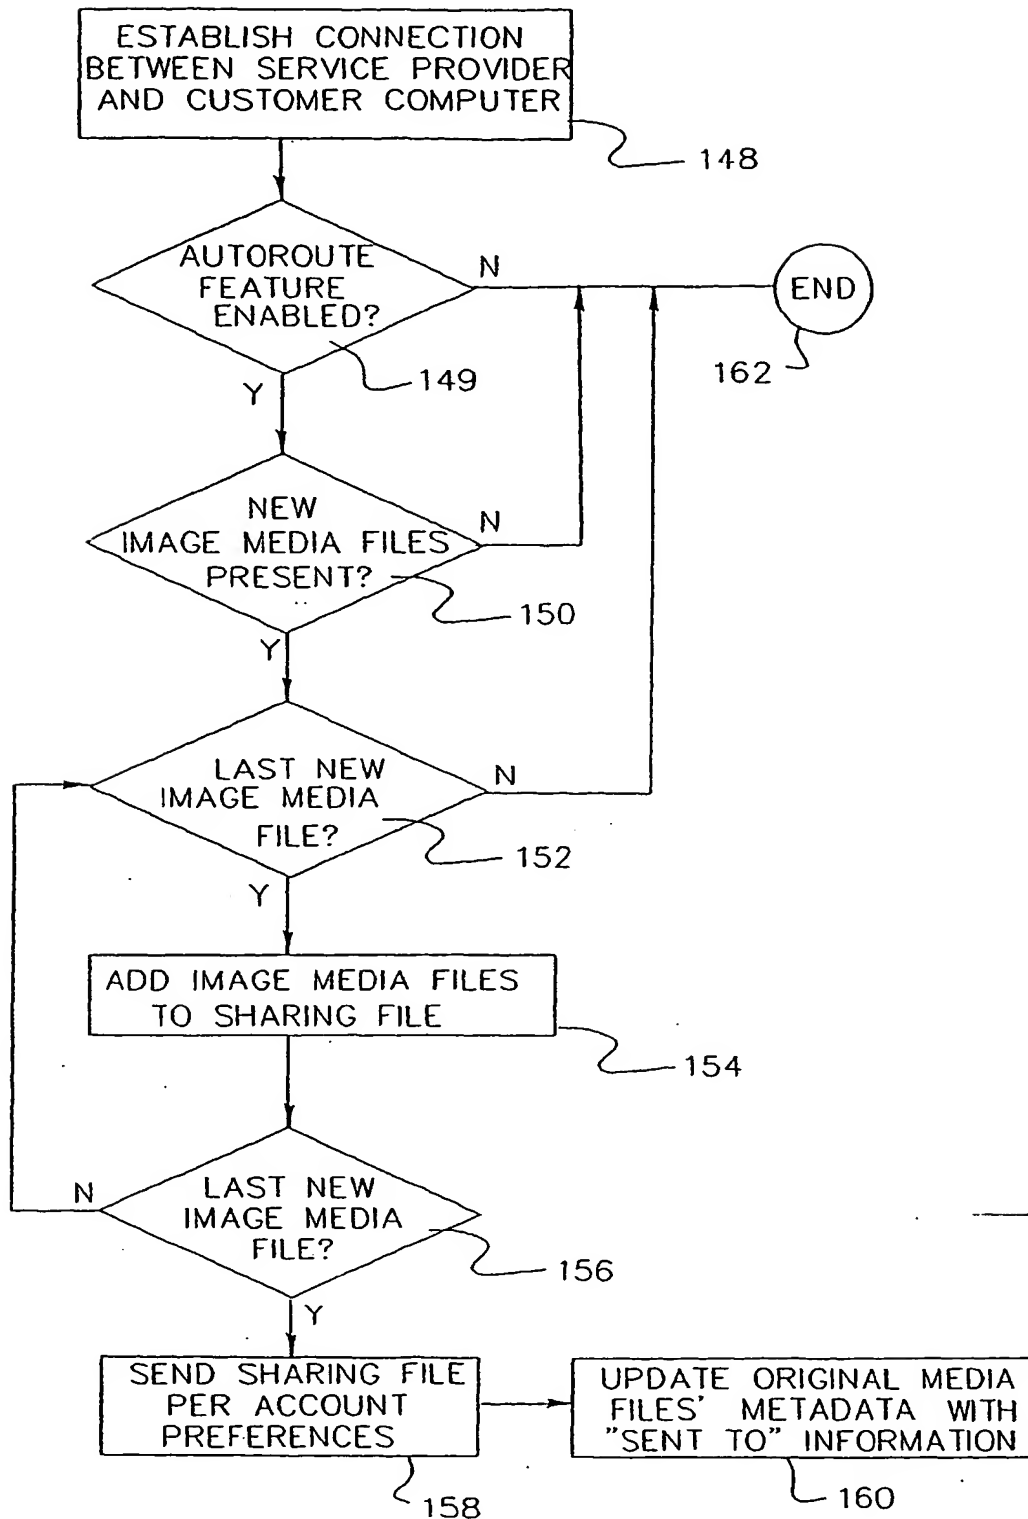 ESTABLISH CONNECTION
BETWEEN SERVICE PROVIDER
AND CUSTOMER COMPUTER
148
AUTOROUTE
FEATURE
ENABLED?
N
END
149
162
Y
NEW
IMAGE MEDIA FILES
PRESENT?
N
150
Y
LAST NEW
IMAGE MEDIA
FILE?
N
152
Y
ADD IMAGE MEDIA FILES
TO SHARING FILE
154
LAST NEW
IMAGE MEDIA
FILE?
N
156
Y
SEND SHARING FILE
PER ACCOUNT
PREFERENCES
158
UPDATE ORIGINAL MEDIA
FILES' METADATA WITH
"SENT TO" INFORMATION
160